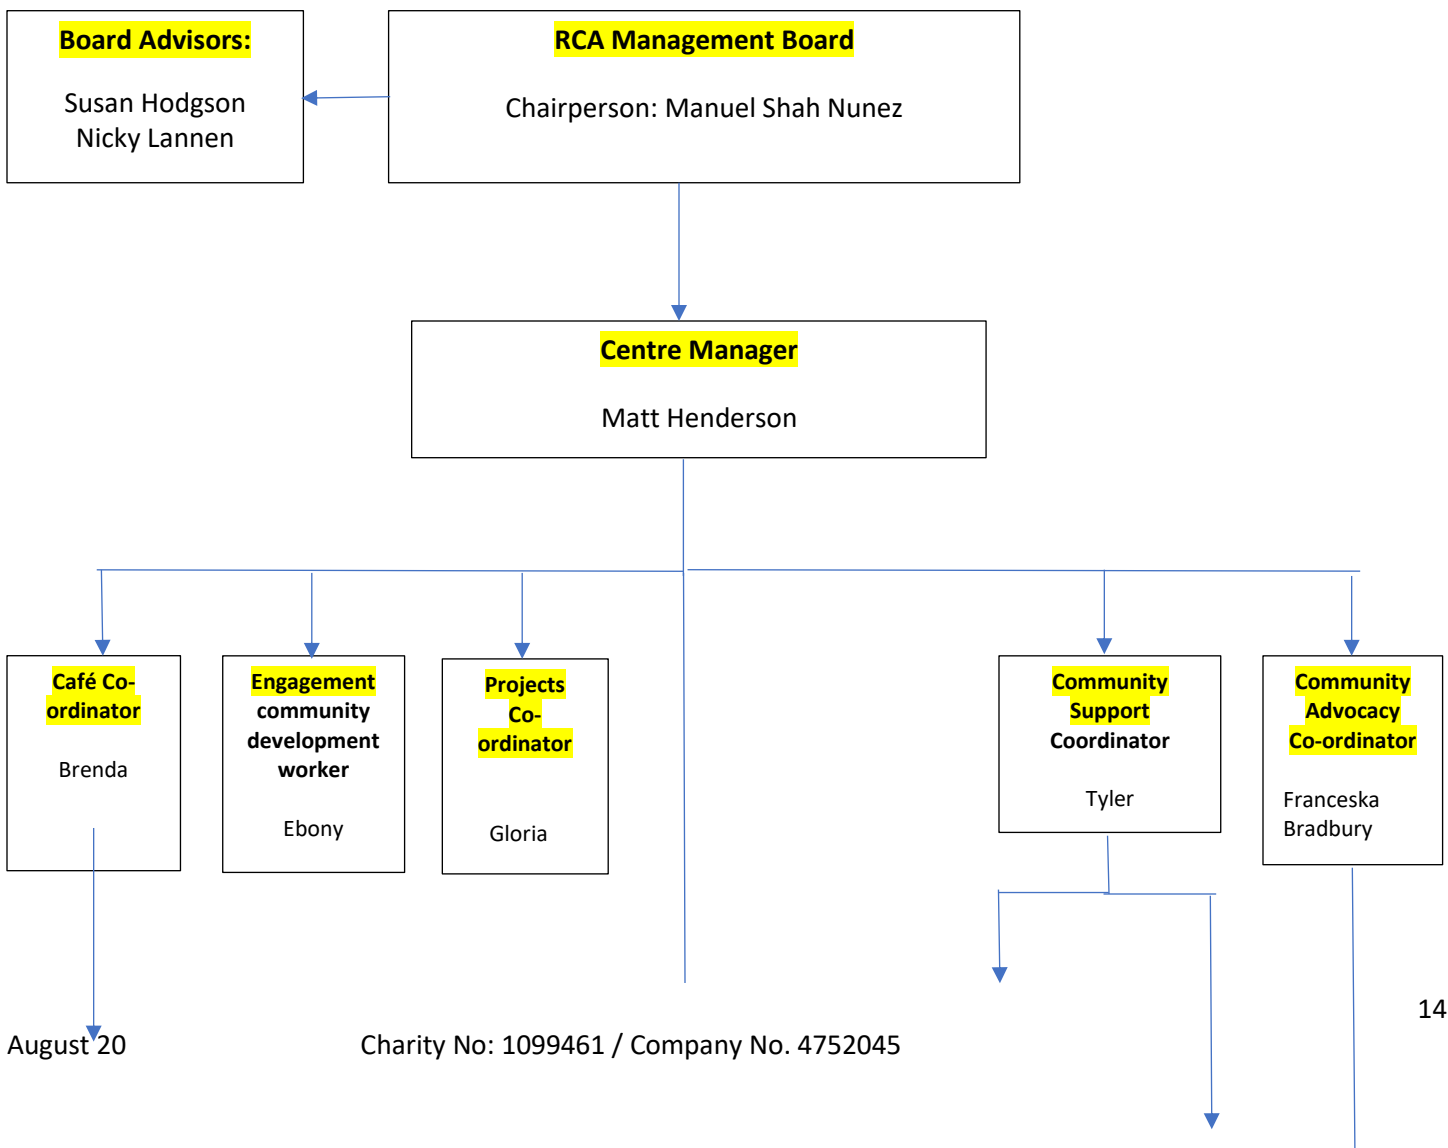 Board Advisors:
Susan Hodgson
Nicky Lannen
RCA Management Board
Chairperson: Manuel Shah Nunez
Centre Manager
Matt Henderson
Café Co-
ordinator
Brenda
Engagement
community
development
worker
Ebony
Projects
Co-
ordinator
Gloria
Community
Support
Coordinator
Tyler
Community
Advocacy
Co-ordinator
Franceska
Bradbury
14
August 20
Charity No: 1099461 / Company No. 4752045